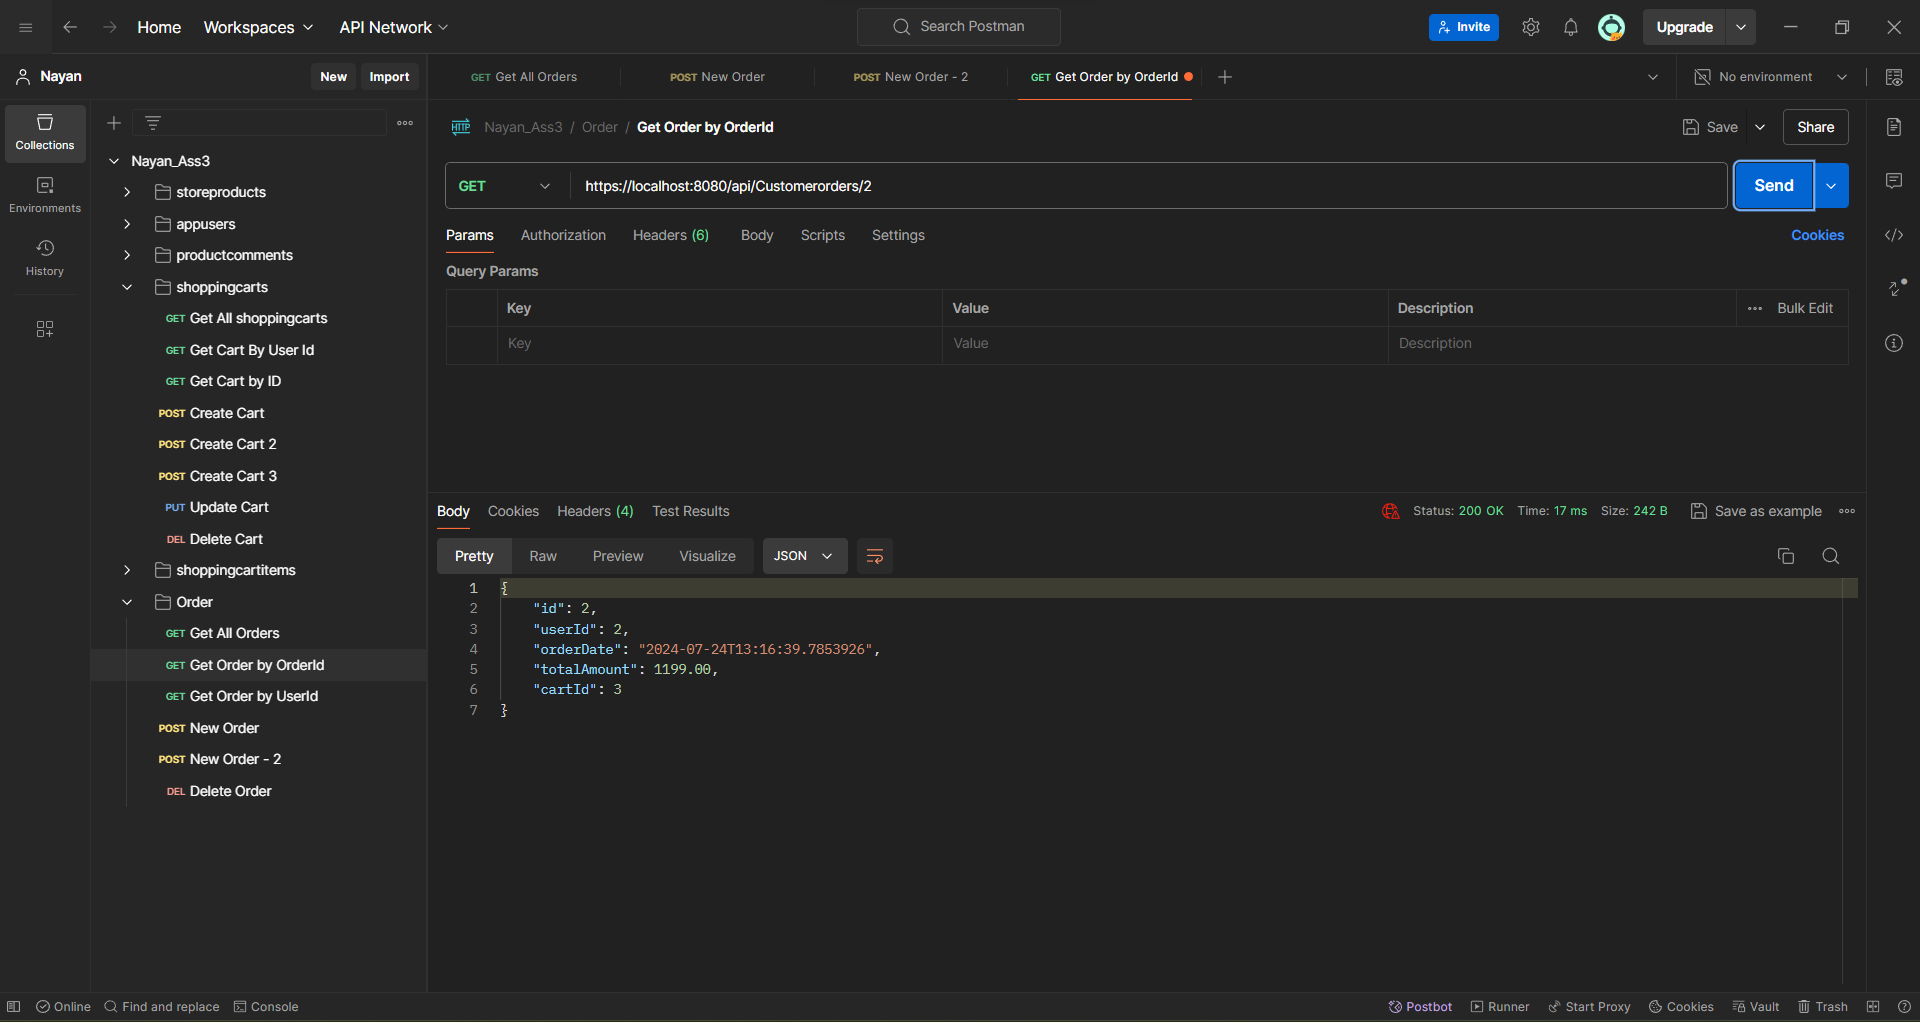 Home Workspaces API Network Search Postman Invite Upgrade
Nayan New Import GET Get All Orders POST New Order POST New Order - 2 GET Get Order by OrderId No environment
Collections
Environments
History
Nayan_Ass3
storeproducts
appusers
productcomments
shoppingcarts
GET Get All shoppingcarts
GET Get Cart By User Id
GET Get Cart by ID
POST Create Cart
POST Create Cart 2
POST Create Cart 3
PUT Update Cart
DEL Delete Cart
shoppingcartitems
Order
GET Get All Orders
GET Get Order by OrderId
GET Get Order by UserId
POST New Order
POST New Order - 2
DEL Delete Order
HTTP Nayan_Ass3 / Order / Get Order by OrderId Save Share
GET https://localhost:8080/api/Customerorders/2 Send
Params Authorization Headers (6) Body Scripts Settings Cookies
Query Params
Key Value Description Bulk Edit
Key Value Description
Body Cookies Headers (4) Test Results Status: 200 OK Time: 17 ms Size: 242 B Save as example
Pretty Raw Preview Visualize JSON
1 {
2 "id": 2,
3 "userId": 2,
4 "orderDate": "2024-07-24T13:16:39.7853926",
5 "totalAmount": 1199.00,
6 "cartId": 3
7 }
Online Find and replace Console Postbot Runner Start Proxy Cookies Vault Trash